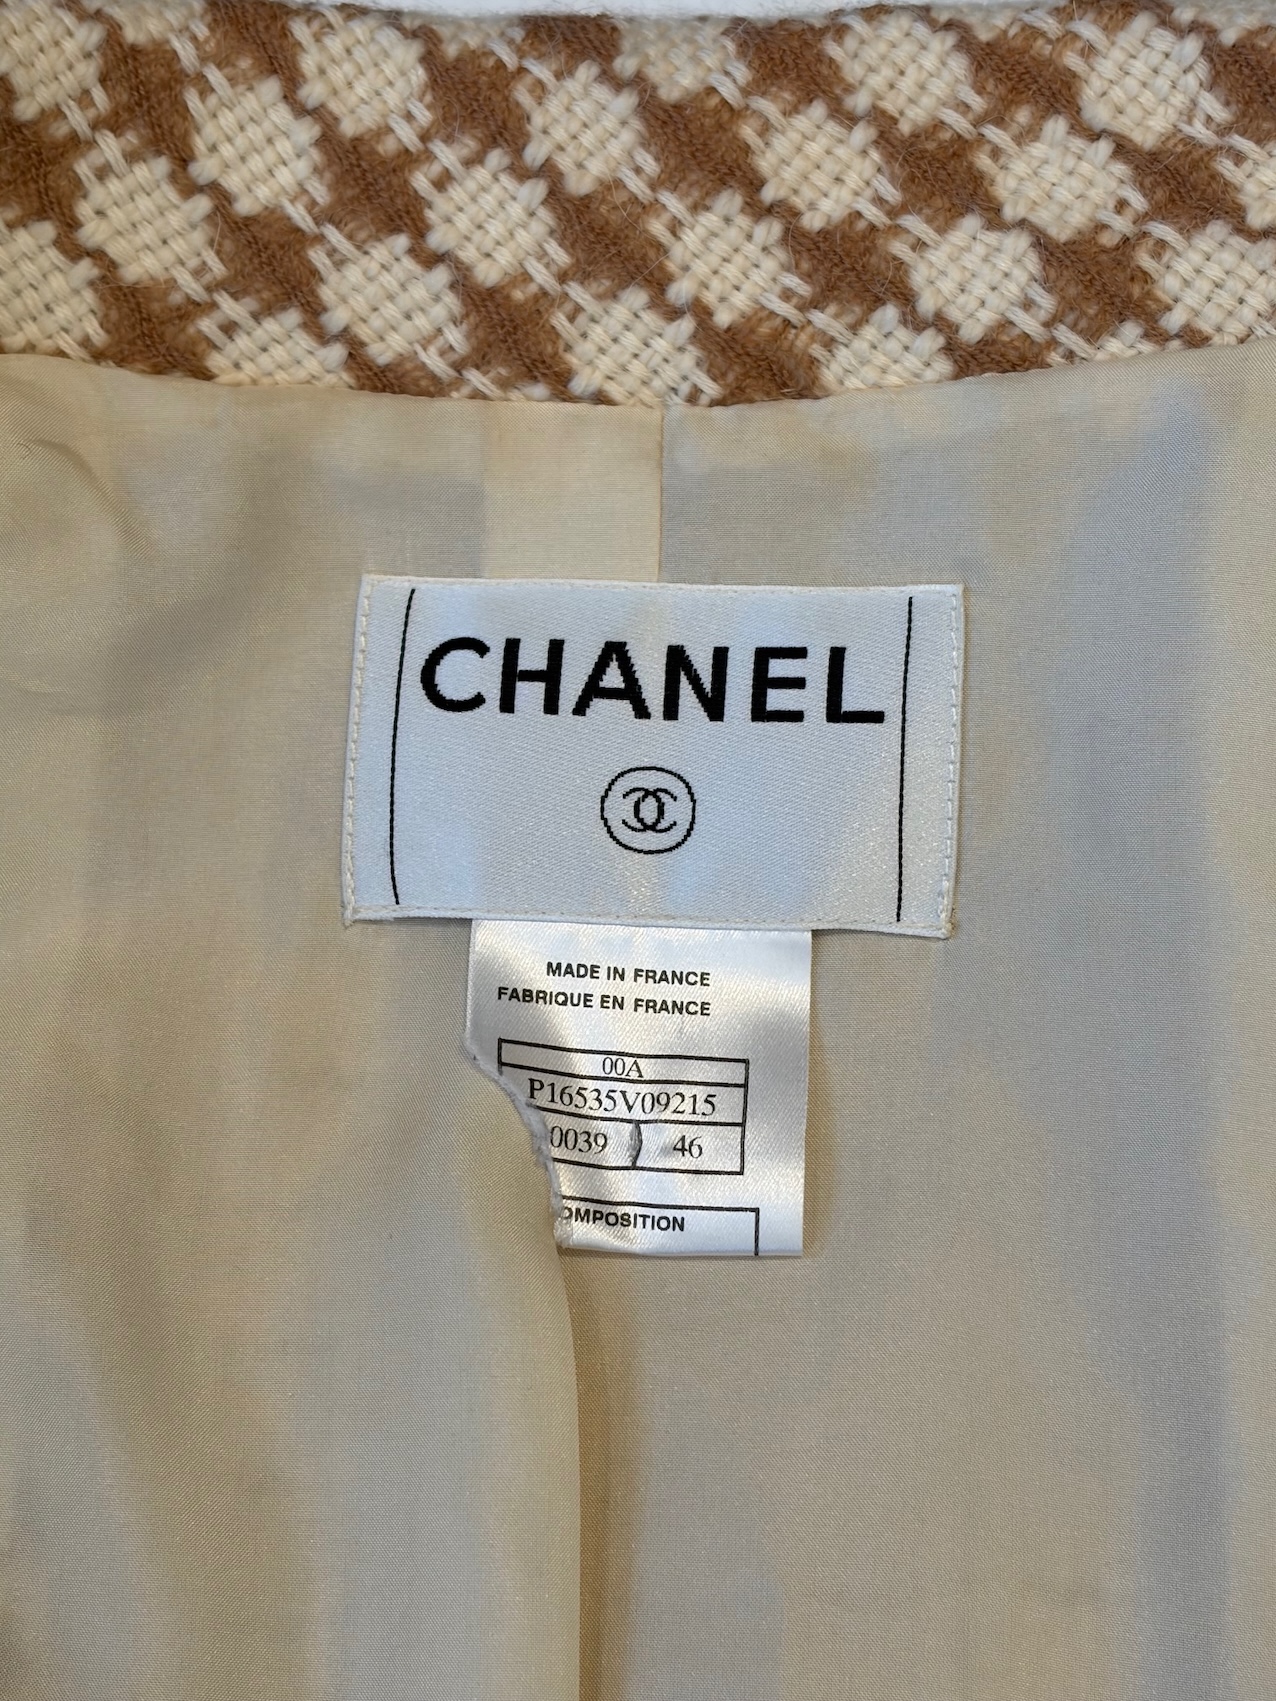 CHANEL
MADE IN FRANCE
FABRIQUE EN FRANCE
00A
P16535V09215
0039 46
OMPOSITION